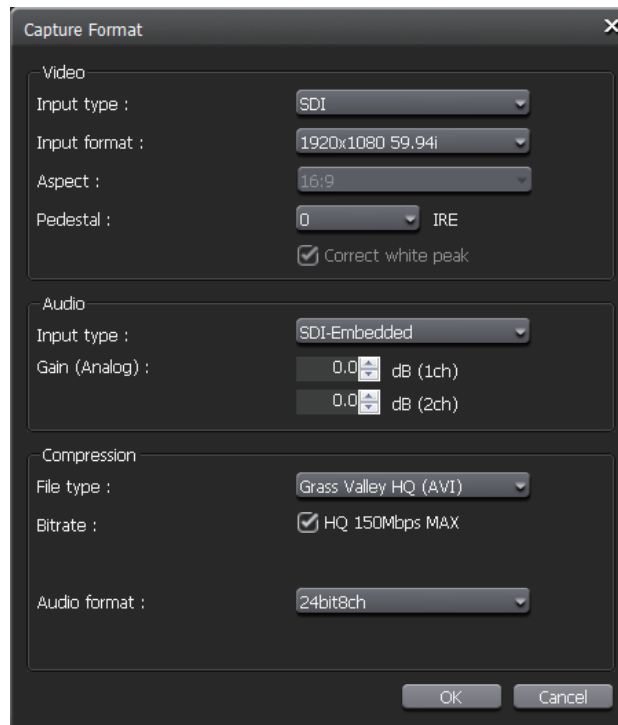 Capture Format
Video
Input type : SDI
Input format : 1920x1080 59.94i
Aspect : 16:9
Pedestal : 0 IRE
Correct white peak
Audio
Input type : SDI-Embedded
Gain (Analog) : 0.0 dB (1ch)
0.0 dB (2ch)
Compression
File type : Grass Valley HQ (AVI)
Bitrate : HQ 150Mbps MAX
Audio format : 24bit8ch
OK Cancel